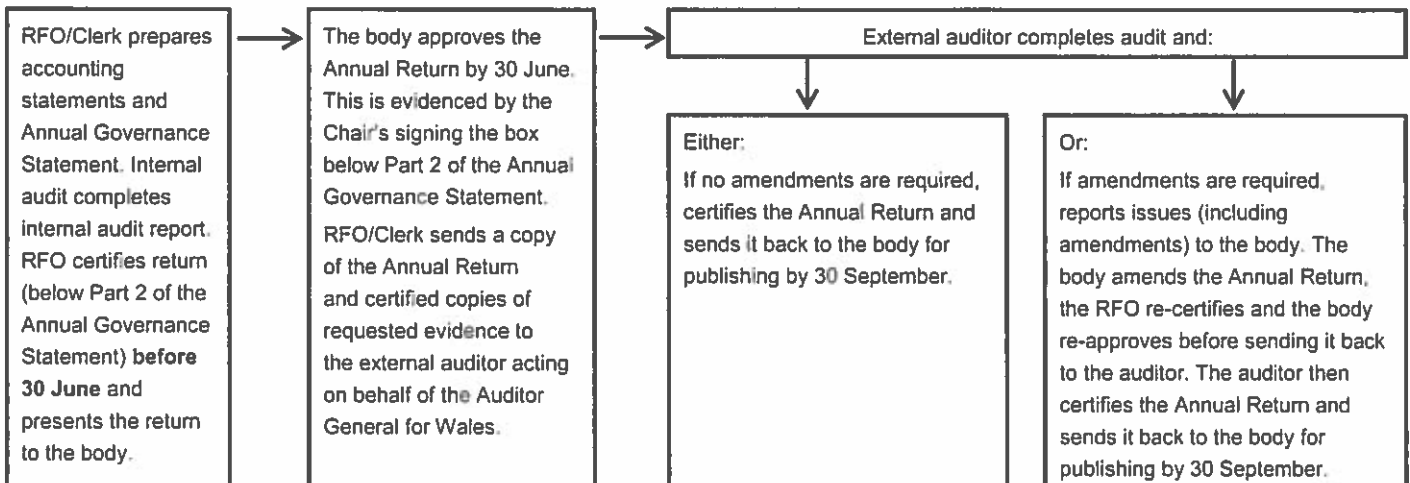 RFO/Clerk prepares
accounting
statements and
Annual Governance
Statement. Internal
audit completes
internal audit report.
RFO certifies return
(below Part 2 of the
Annual Governance
Statement) before
30 June and
presents the return
to the body.
The body approves the
Annual Return by 30 June.
This is evidenced by the
Chair's signing the box
below Part 2 of the Annual
Governance Statement.
RFO/Clerk sends a copy
of the Annual Return
and certified copies of
requested evidence to
the external auditor acting
on behalf of the Auditor
General for Wales.
External auditor completes audit and:
Either:
If no amendments are required,
certifies the Annual Return and
sends it back to the body for
publishing by 30 September.
Or:
If amendments are required,
reports issues (including
amendments) to the body. The
body amends the Annual Return,
the RFO re-certifies and the body
re-approves before sending it back
to the auditor. The auditor then
certifies the Annual Return and
sends it back to the body for
publishing by 30 September.